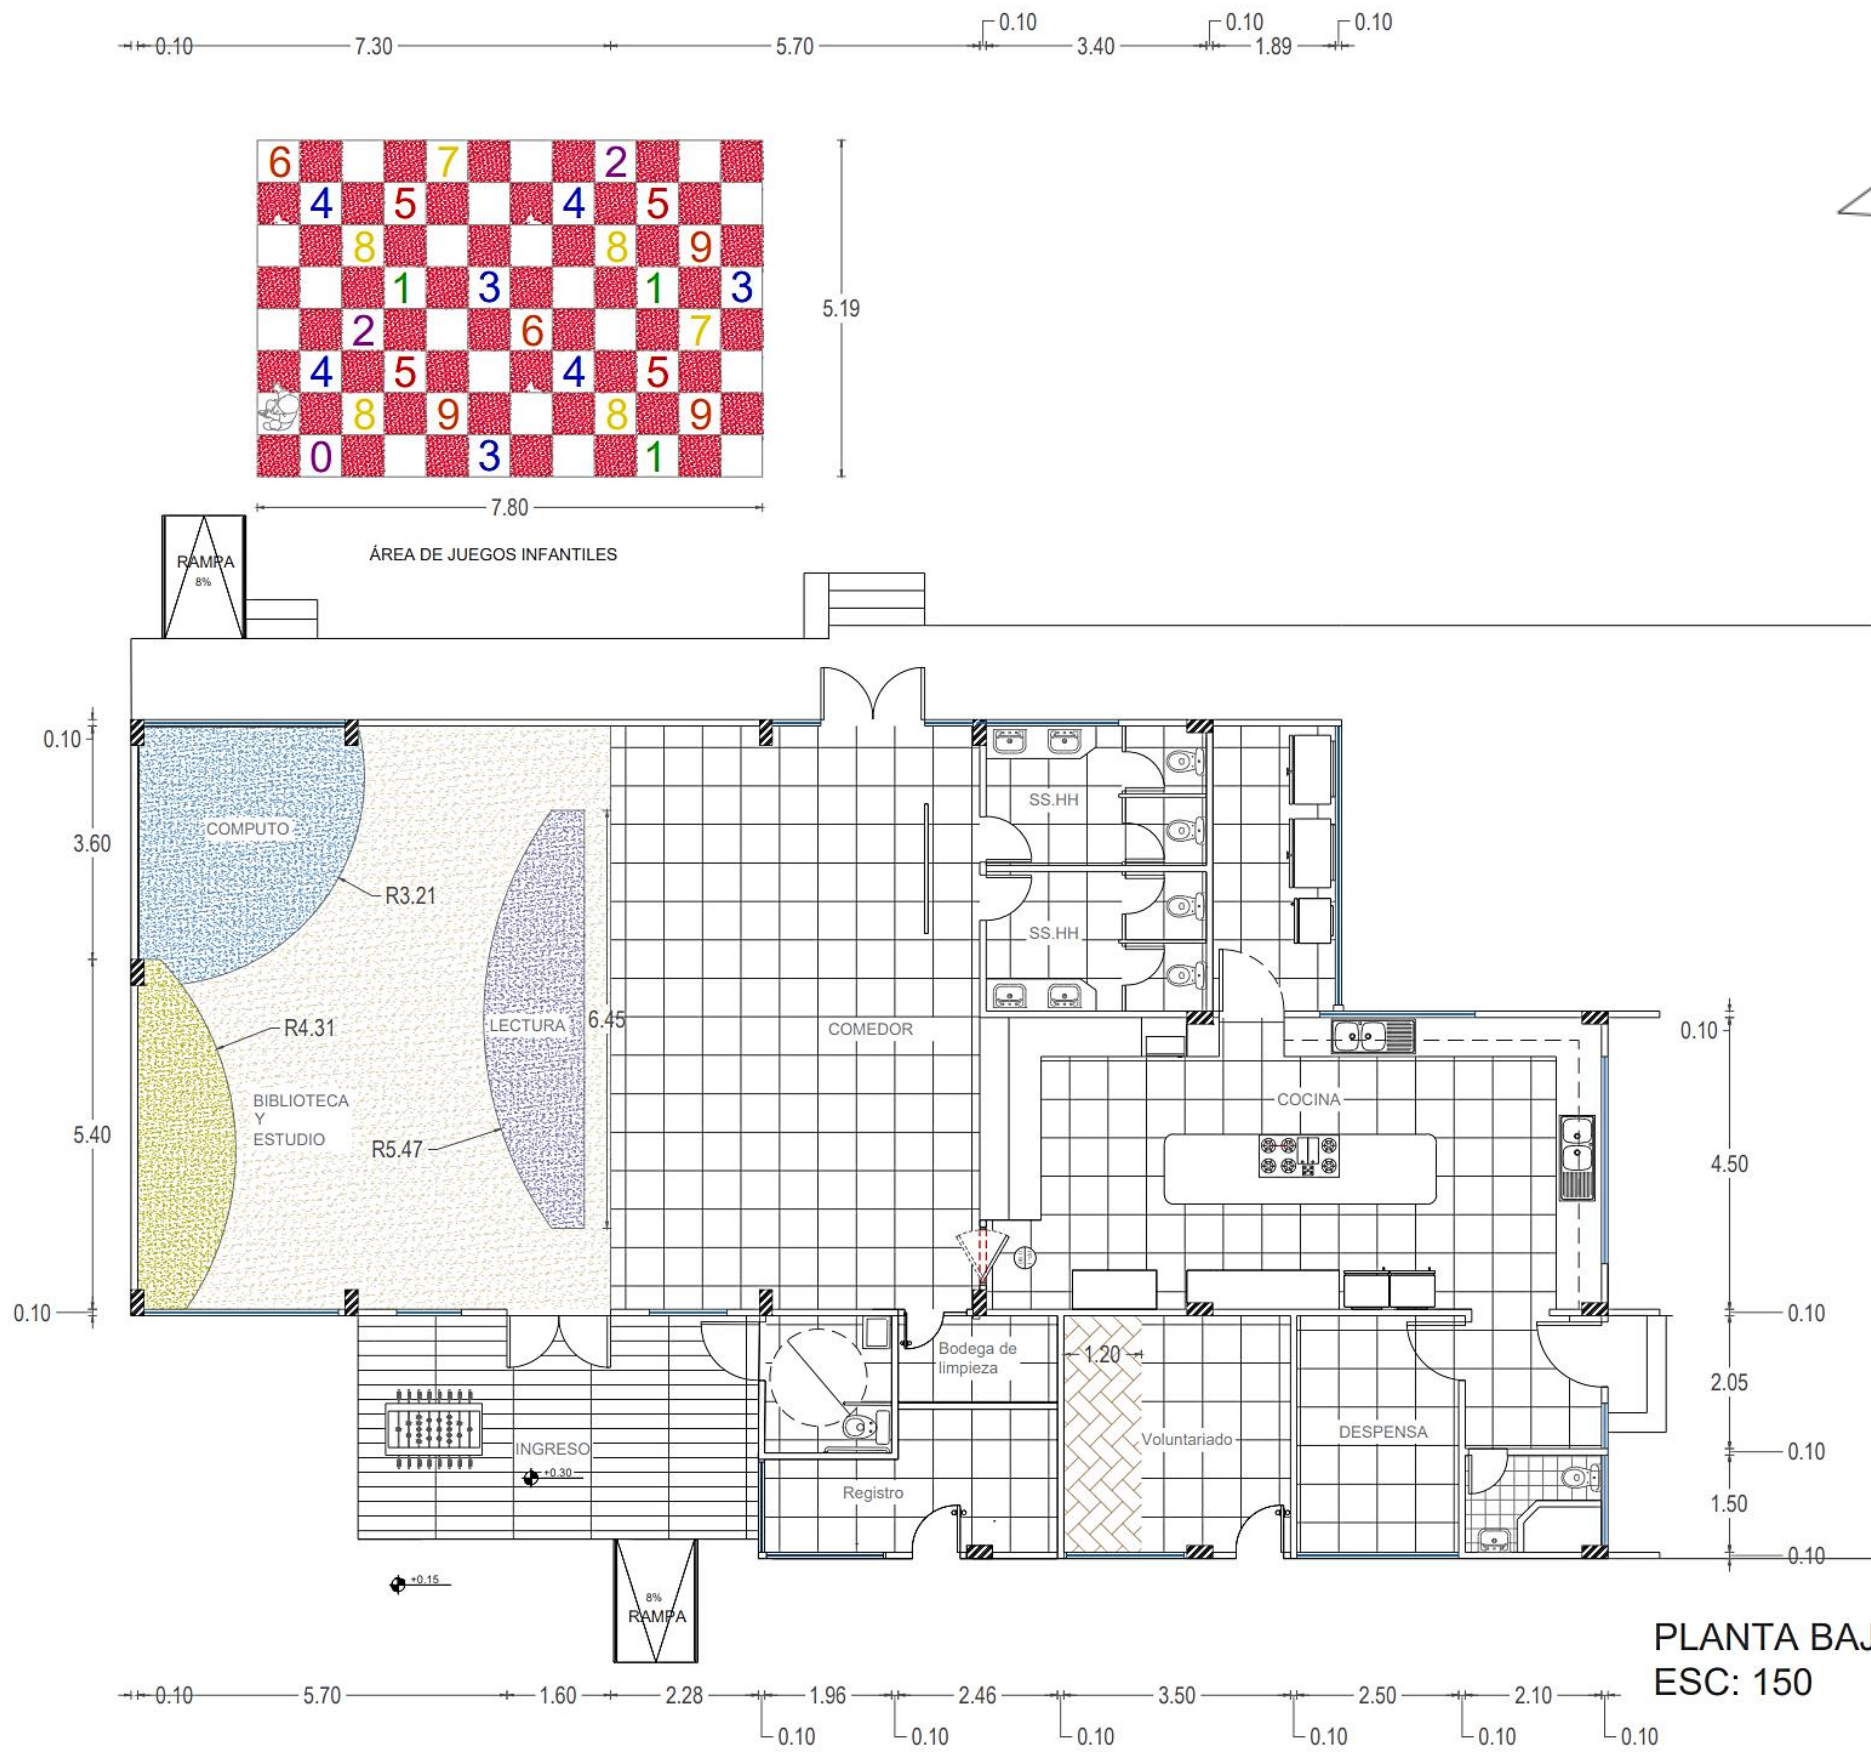 0.10 0.10 0.10
0.10 7.30 5.70 3.40 1.89
6 7 2
4 5 4 5
8 8 9
1 3 1 3
5.19
2 6 7
4 5 4 5
8 9 8 9
0 3 1
7.80
ÁREA DE JUEGOS INFANTILES
RAMPA
8%
0.10
SS.HH
COMPUTO
3.60
R3.21
SS.HH
6.45
LECTURA
R4.31
COMEDOR
0.10
BIBLIOTECA
Y
ESTUDIO
COCINA
5.40
R5.47
4.50
0.10
0.10
Bodega de
limpieza
1.20
2.05
DESPENSA
Voluntariado
INGRESO
0.10
+0.30
Registro
1.50
0.10
+0.15
8%
RAMPA
PLANTA BAJ
ESC: 150
0.10 5.70 1.60 2.28 1.96 2.46 3.50 2.50 2.10
0.10 0.10 0.10 0.10 0.10 0.10